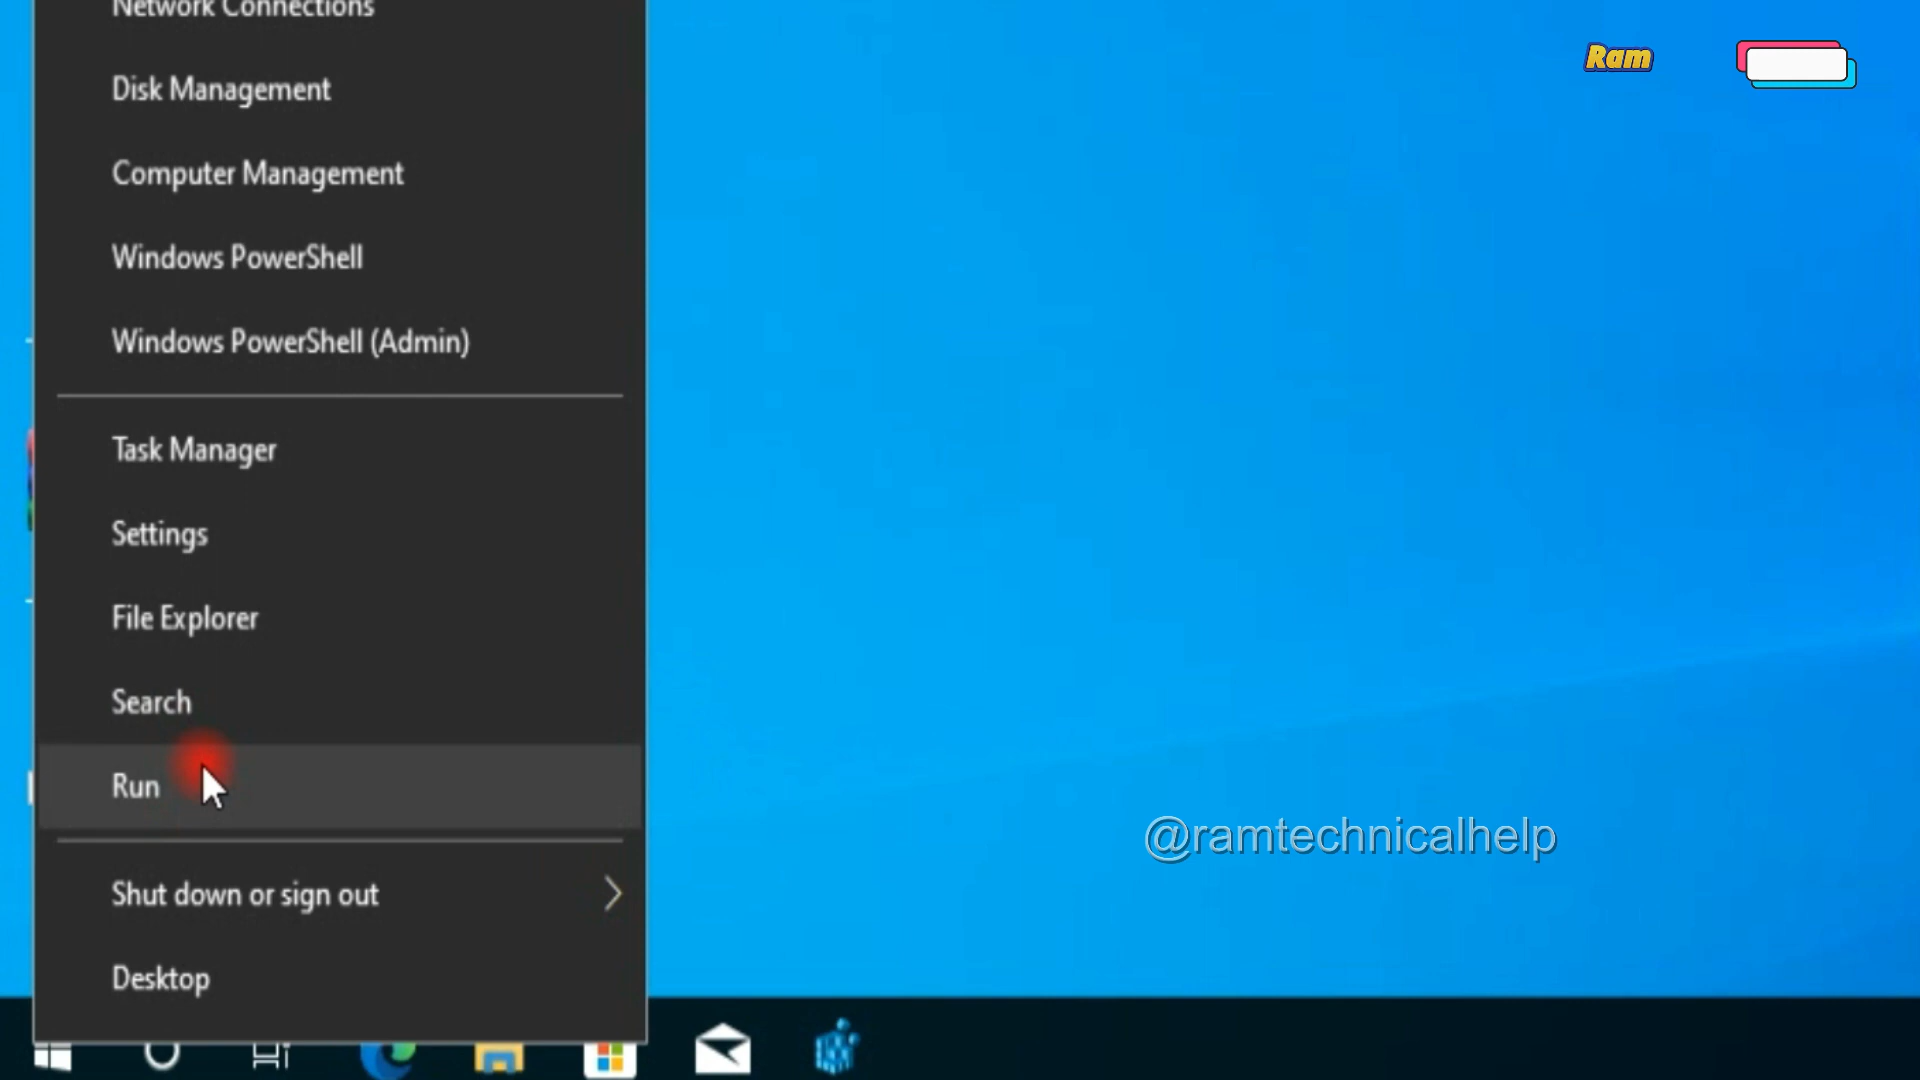 Network Connections
Disk Management
Computer Management
Windows PowerShell
Windows PowerShell (Admin)
Task Manager
Settings
File Explorer
Search
Run
Shut down or sign out
Desktop
Ram
@ramtechnicalhelp